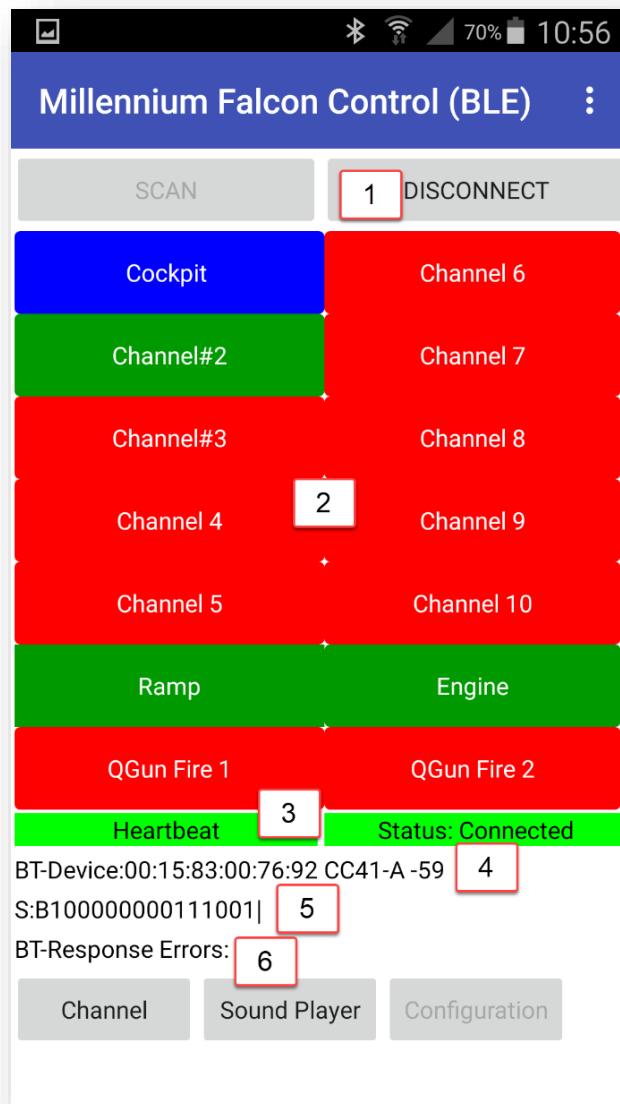 70% 10:56
Millennium Falcon Control (BLE)
SCAN 1 DISCONNECT
Cockpit Channel 6
Channel#2 Channel 7
Channel#3 Channel 8
2
Channel 4 Channel 9
Channel 5 Channel 10
Ramp Engine
QGun Fire 1 QGun Fire 2
3
Heartbeat Status: Connected
BT-Device:00:15:83:00:76:92 CC41-A -59 4
S:B100000000111001| 5
BT-Response Errors: 6
Channel Sound Player Configuration